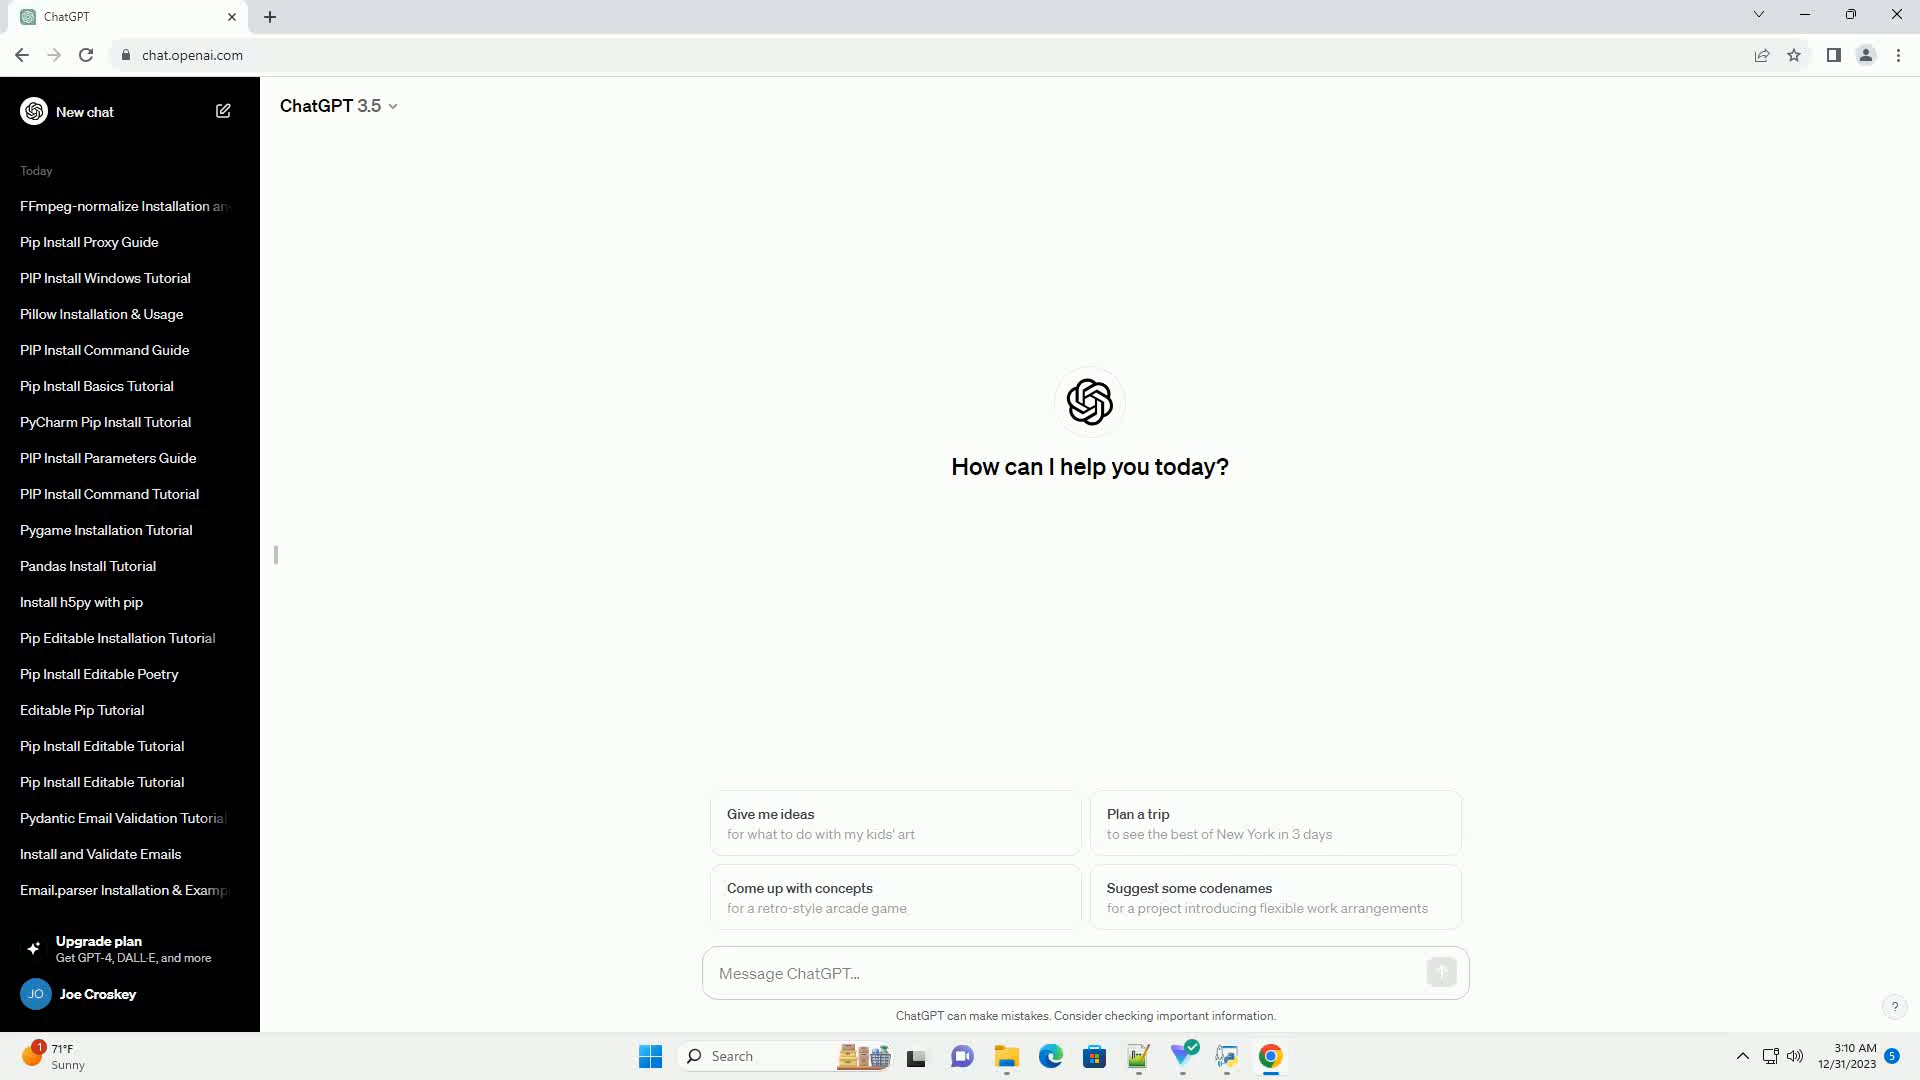 ChatGPT
chat.openai.com
New chat
ChatGPT 3.5
Today
FFmpeg-normalize Installation an
Pip Install Proxy Guide
PIP Install Windows Tutorial
Pillow Installation & Usage
PIP Install Command Guide
Pip Install Basics Tutorial
PyCharm Pip Install Tutorial
PIP Install Parameters Guide
PIP Install Command Tutorial
Pygame Installation Tutorial
Pandas Install Tutorial
Install h5py with pip
Pip Editable Installation Tutorial
Pip Install Editable Poetry
Editable Pip Tutorial
Pip Install Editable Tutorial
Pip Install Editable Tutorial
Pydantic Email Validation Tutorial
Install and Validate Emails
Email.parser Installation & Examp
Upgrade plan
Get GPT-4, DALL·E, and more
JO Joe Croskey
How can I help you today?
Give me ideas
for what to do with my kids' art
Plan a trip
to see the best of New York in 3 days
Come up with concepts
for a retro-style arcade game
Suggest some codenames
for a project introducing flexible work arrangements
Message ChatGPT...
ChatGPT can make mistakes. Consider checking important information.
?
1
71°F
Sunny
Search
3:10 AM
12/31/2023
5